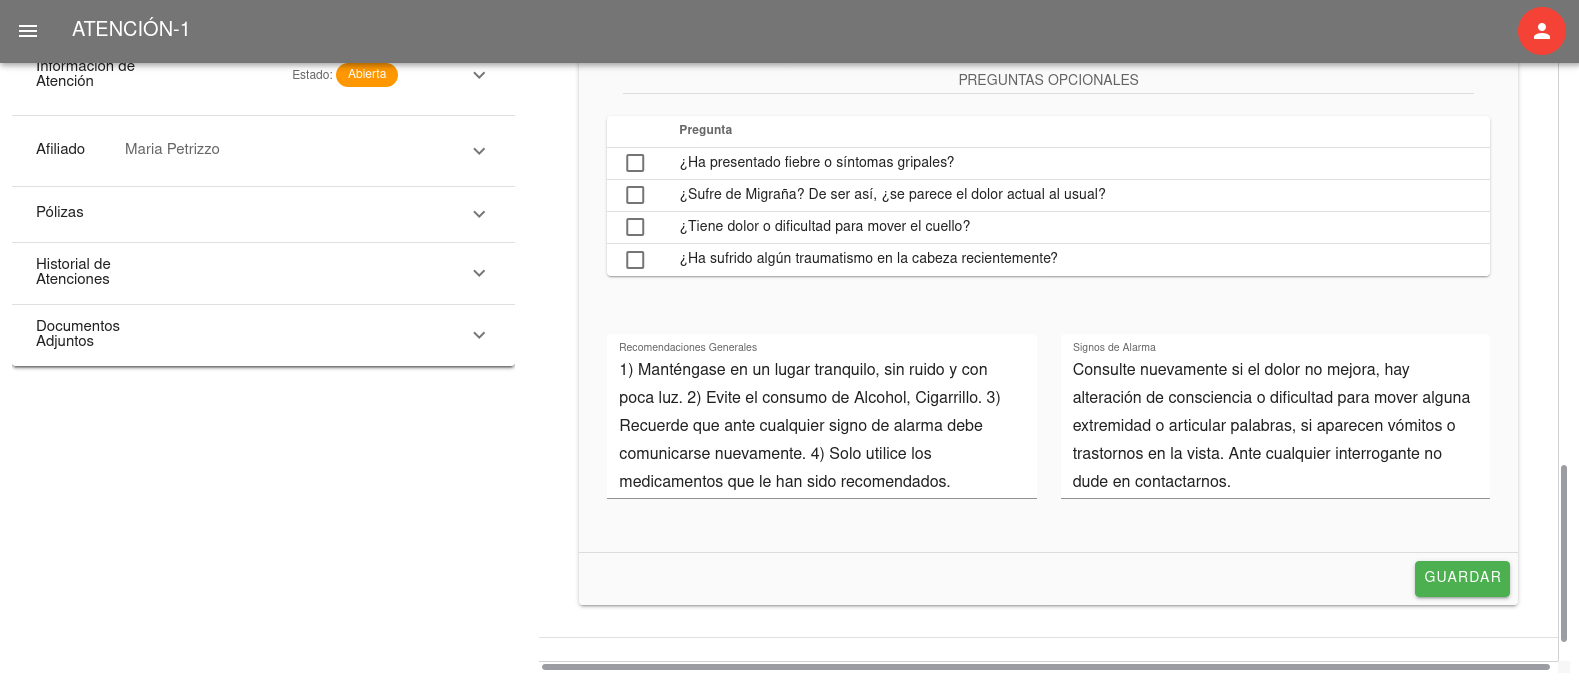 ATENCIÓN-1
Información de
Atención
Estado: Abierta
Afiliado Maria Petrizzo
Pólizas
Historial de
Atenciones
Documentos
Adjuntos
PREGUNTAS OPCIONALES
Pregunta
¿Ha presentado fiebre o síntomas gripales?
¿Sufre de Migraña? De ser así, ¿se parece el dolor actual al usual?
¿Tiene dolor o dificultad para mover el cuello?
¿Ha sufrido algún traumatismo en la cabeza recientemente?
Recomendaciones Generales
1) Manténgase en un lugar tranquilo, sin ruido y con
poca luz. 2) Evite el consumo de Alcohol, Cigarrillo. 3)
Recuerde que ante cualquier signo de alarma debe
comunicarse nuevamente. 4) Solo utilice los
medicamentos que le han sido recomendados.
Signos de Alarma
Consulte nuevamente si el dolor no mejora, hay
alteración de consciencia o dificultad para mover alguna
extremidad o articular palabras, si aparecen vómitos o
trastornos en la vista. Ante cualquier interrogante no
dude en contactarnos.
GUARDAR